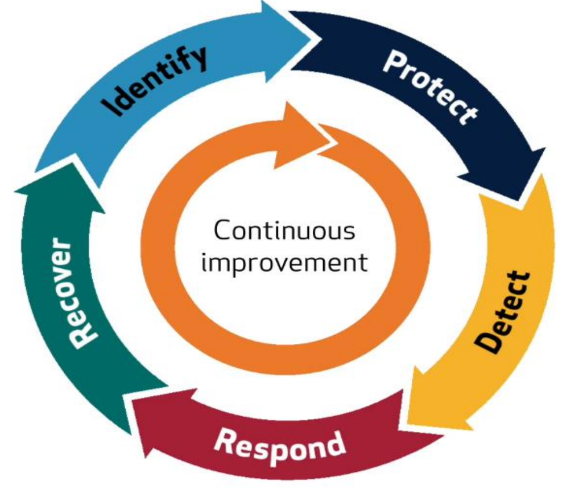 Identify
Protect
Detect
Respond
Recover
Continuous
improvement